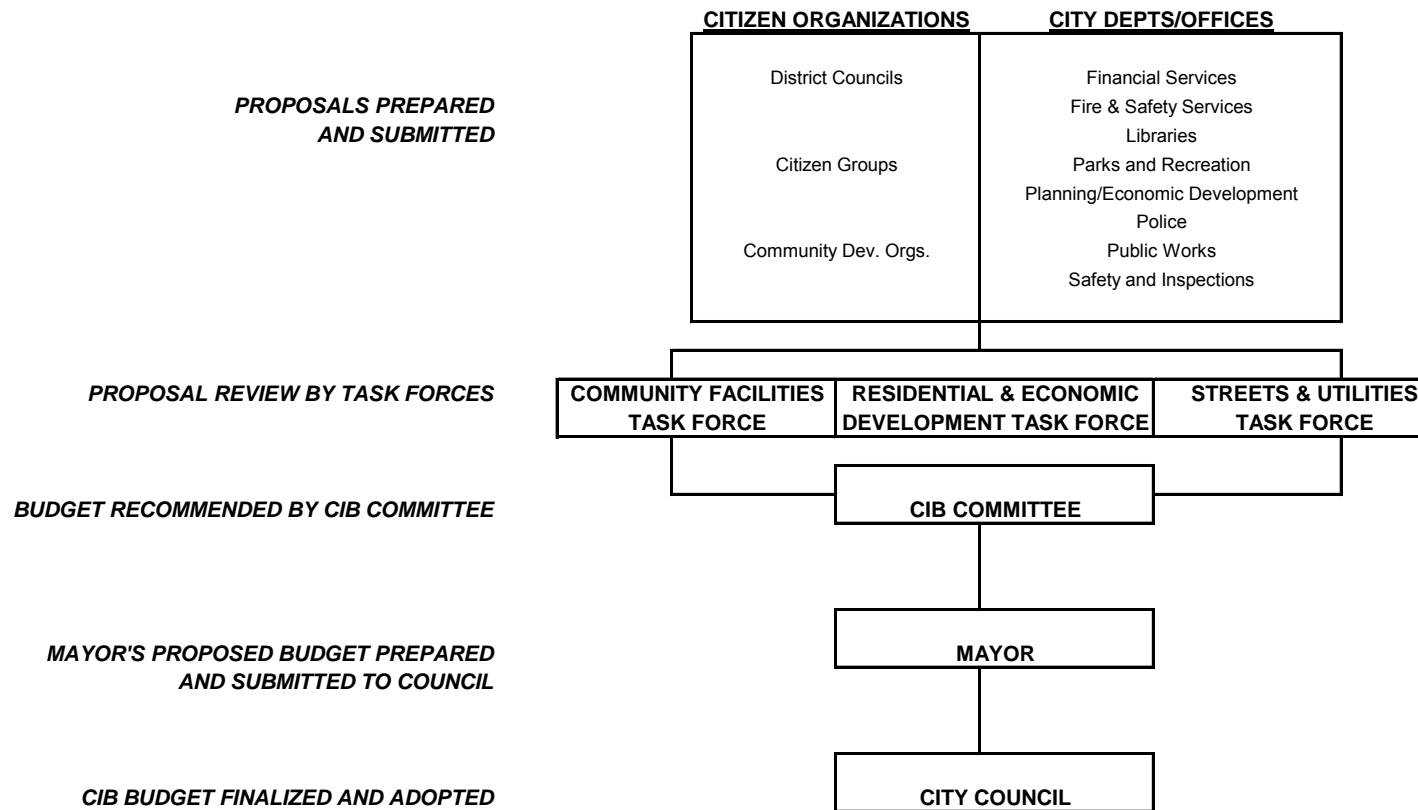 CITIZEN ORGANIZATIONS
CITY DEPTS/OFFICES
PROPOSALS PREPARED
AND SUBMITTED
District Councils
Citizen Groups
Community Dev. Orgs.
Financial Services
Fire & Safety Services
Libraries
Parks and Recreation
Planning/Economic Development
Police
Public Works
Safety and Inspections
PROPOSAL REVIEW BY TASK FORCES
COMMUNITY FACILITIES
TASK FORCE
RESIDENTIAL & ECONOMIC
DEVELOPMENT TASK FORCE
STREETS & UTILITIES
TASK FORCE
BUDGET RECOMMENDED BY CIB COMMITTEE
CIB COMMITTEE
MAYOR'S PROPOSED BUDGET PREPARED
AND SUBMITTED TO COUNCIL
MAYOR
CIB BUDGET FINALIZED AND ADOPTED
CITY COUNCIL